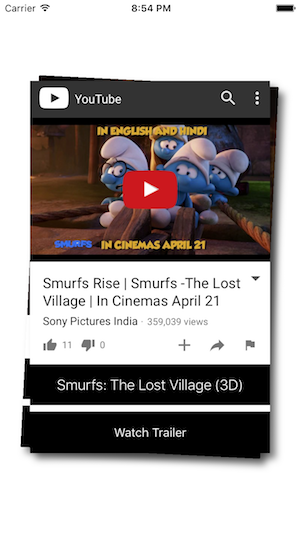 Carrier 8:54 PM
YouTube
IN ENGLISH AND HINDI
SMURFS IN CINEMAS APRIL 21
Smurfs Rise | Smurfs -The Lost
Village | In Cinemas April 21
Sony Pictures India · 359,039 views
11 0
Smurfs: The Lost Village (3D)
Watch Trailer